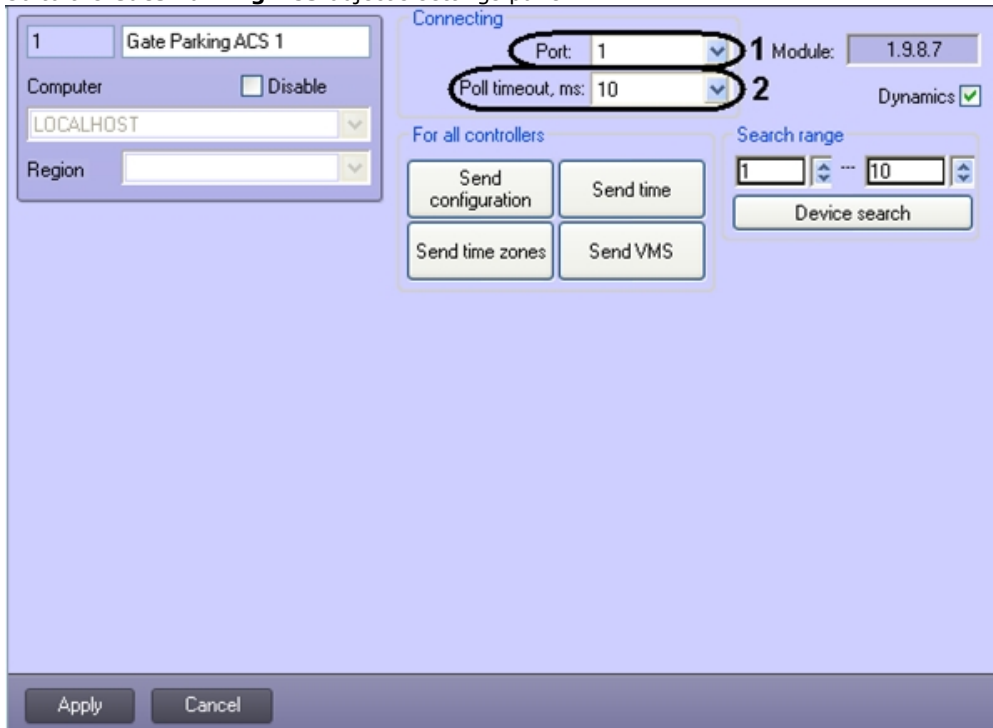 1 Gate Parking ACS 1
Computer Disable
LOCALHOST
Region
Connecting
Port: 1
1
Poll timeout, ms: 10
2
Module: 1.9.8.7
Dynamics
For all controllers
Send configuration
Send time
Send time zones
Send VMS
Search range
1 --- 10
Device search
Apply Cancel